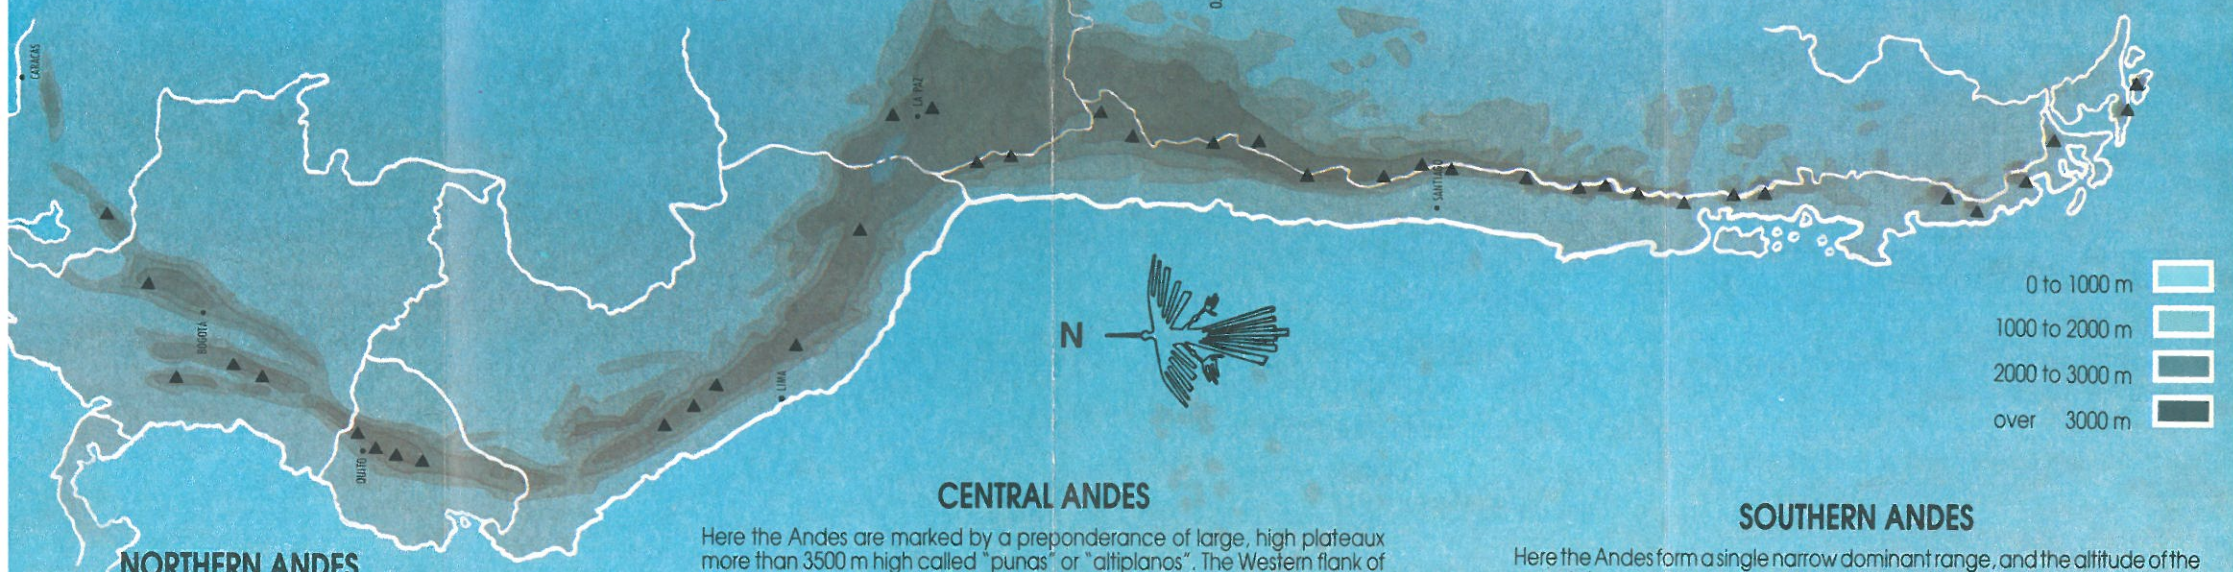 CARACAS
BOGOTA
QUITO
LIMA
LA PAZ
SANTIAGO
N
0 to 1000 m
1000 to 2000 m
2000 to 3000 m
over 3000 m
NORTHERN ANDES
CENTRAL ANDES
Here the Andes are marked by a preponderance of large, high plateaux
more than 3500 m high called "punas" or "altiplanos". The Western flank of
SOUTHERN ANDES
Here the Andes form a single narrow dominant range, and the altitude of the